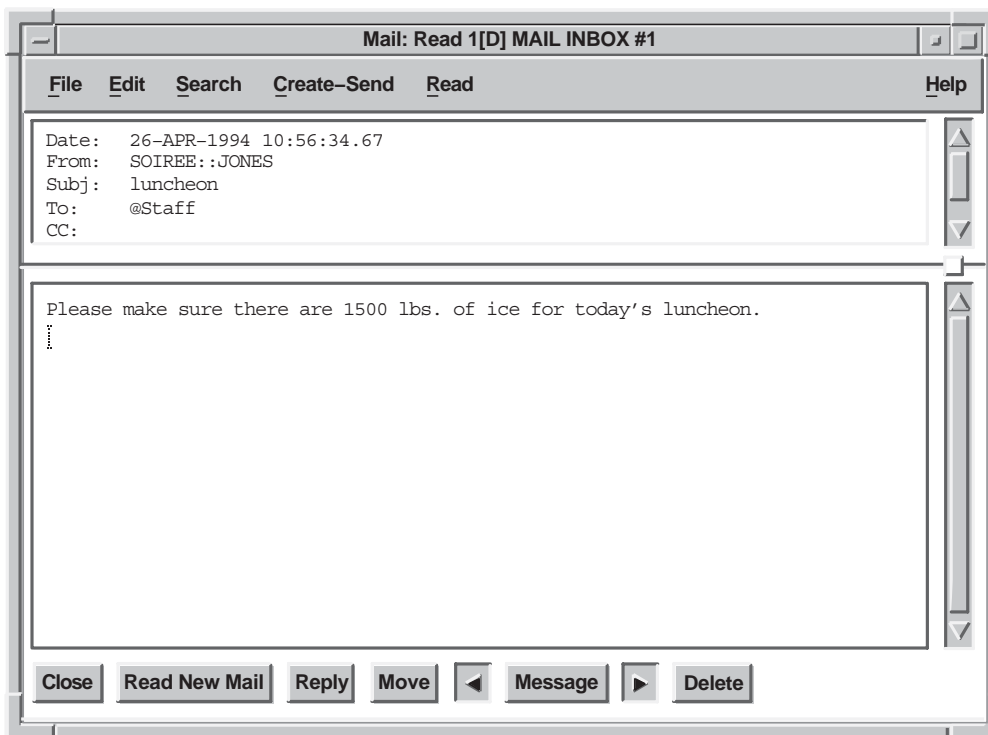 Mail: Read 1[D] MAIL INBOX #1
File Edit Search Create–Send Read Help
Date: 26–APR–1994 10:56:34.67
From: SOIREE::JONES
Subj: luncheon
To: @Staff
CC:
Please make sure there are 1500 lbs. of ice for today’s luncheon.
Close Read New Mail Reply Move Message Delete